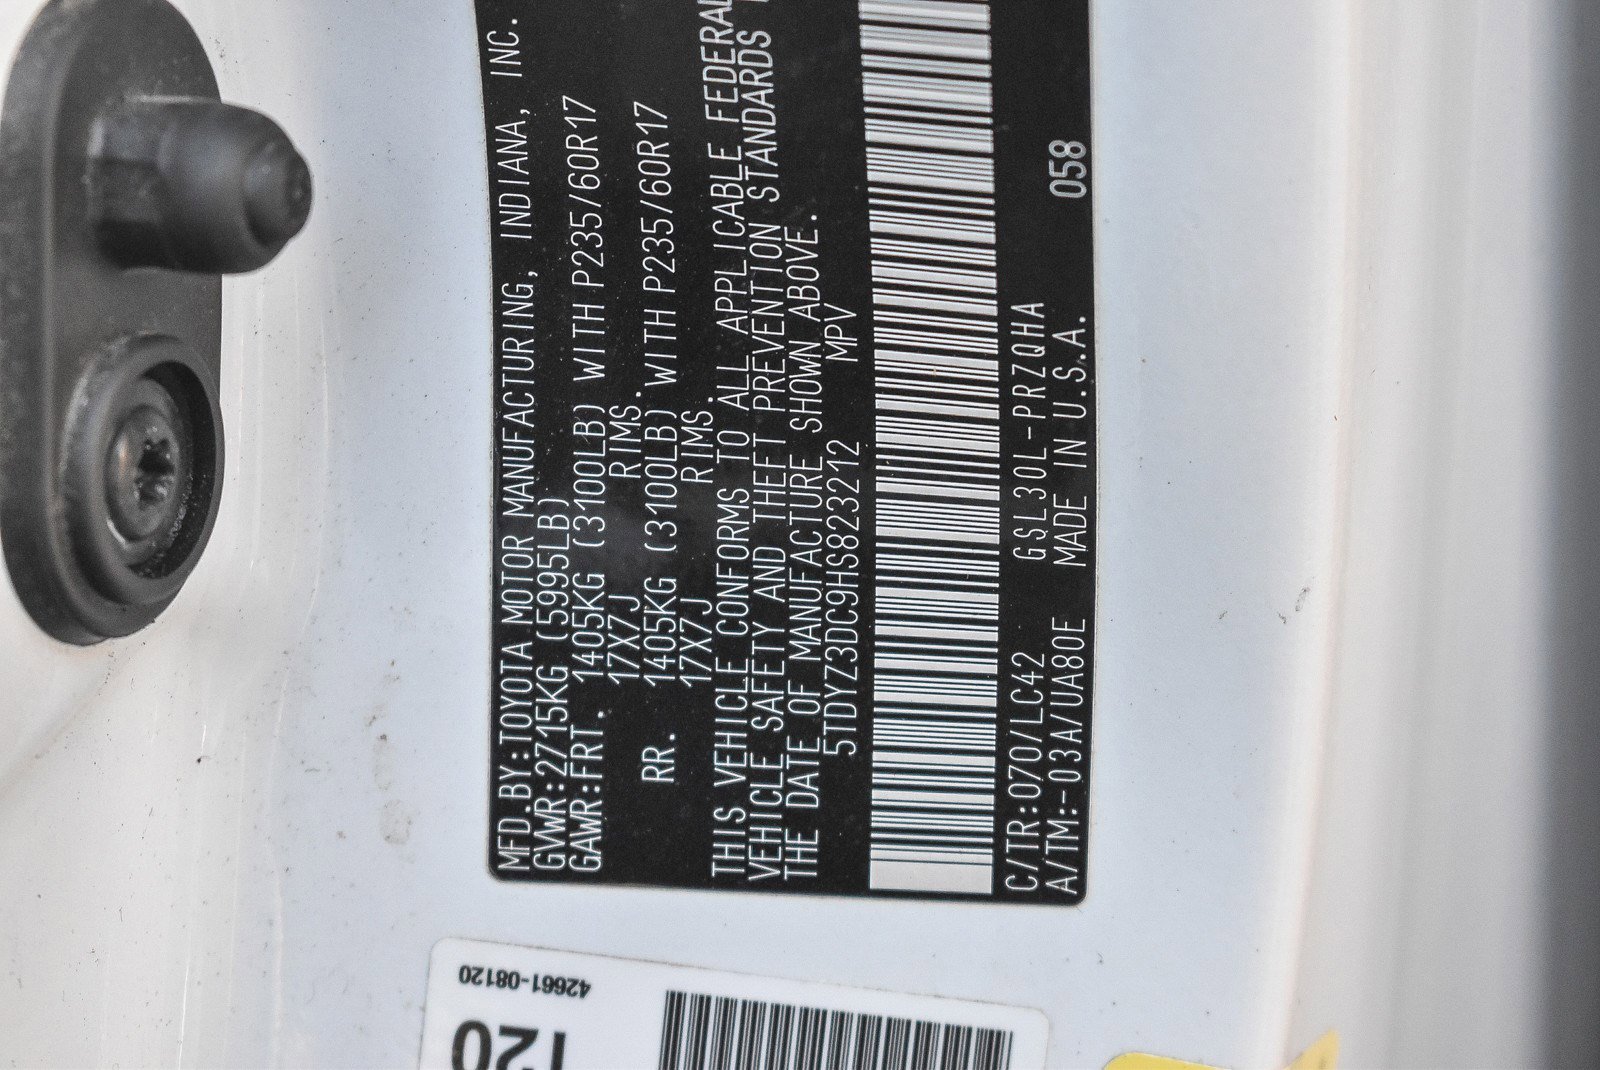 MFD.BY:TOYOTA MOTOR MANUFACTURING, INDIANA, INC.
GVWR:2715KG(5995LB)
GAWR:FRT. 1405KG (3100LB) WITH P235/60R17
17X7J RIMS.
RR. 1405KG (3100LB) WITH P235/60R17
17X7J RIMS.
THIS VEHICLE CONFORMS TO ALL APPLICABLE FEDERAL
VEHICLE SAFETY AND THEFT PREVENTION STANDARDS
THE DATE OF MANUFACTURE SHOWN ABOVE.
5TDYZ3DC9HS823212 MPV
C/TR:070/LC42 GSL30L-PRZQHA
A/TM:-03A/UA80E MADE IN U.S.A. 058
42661-08120
120